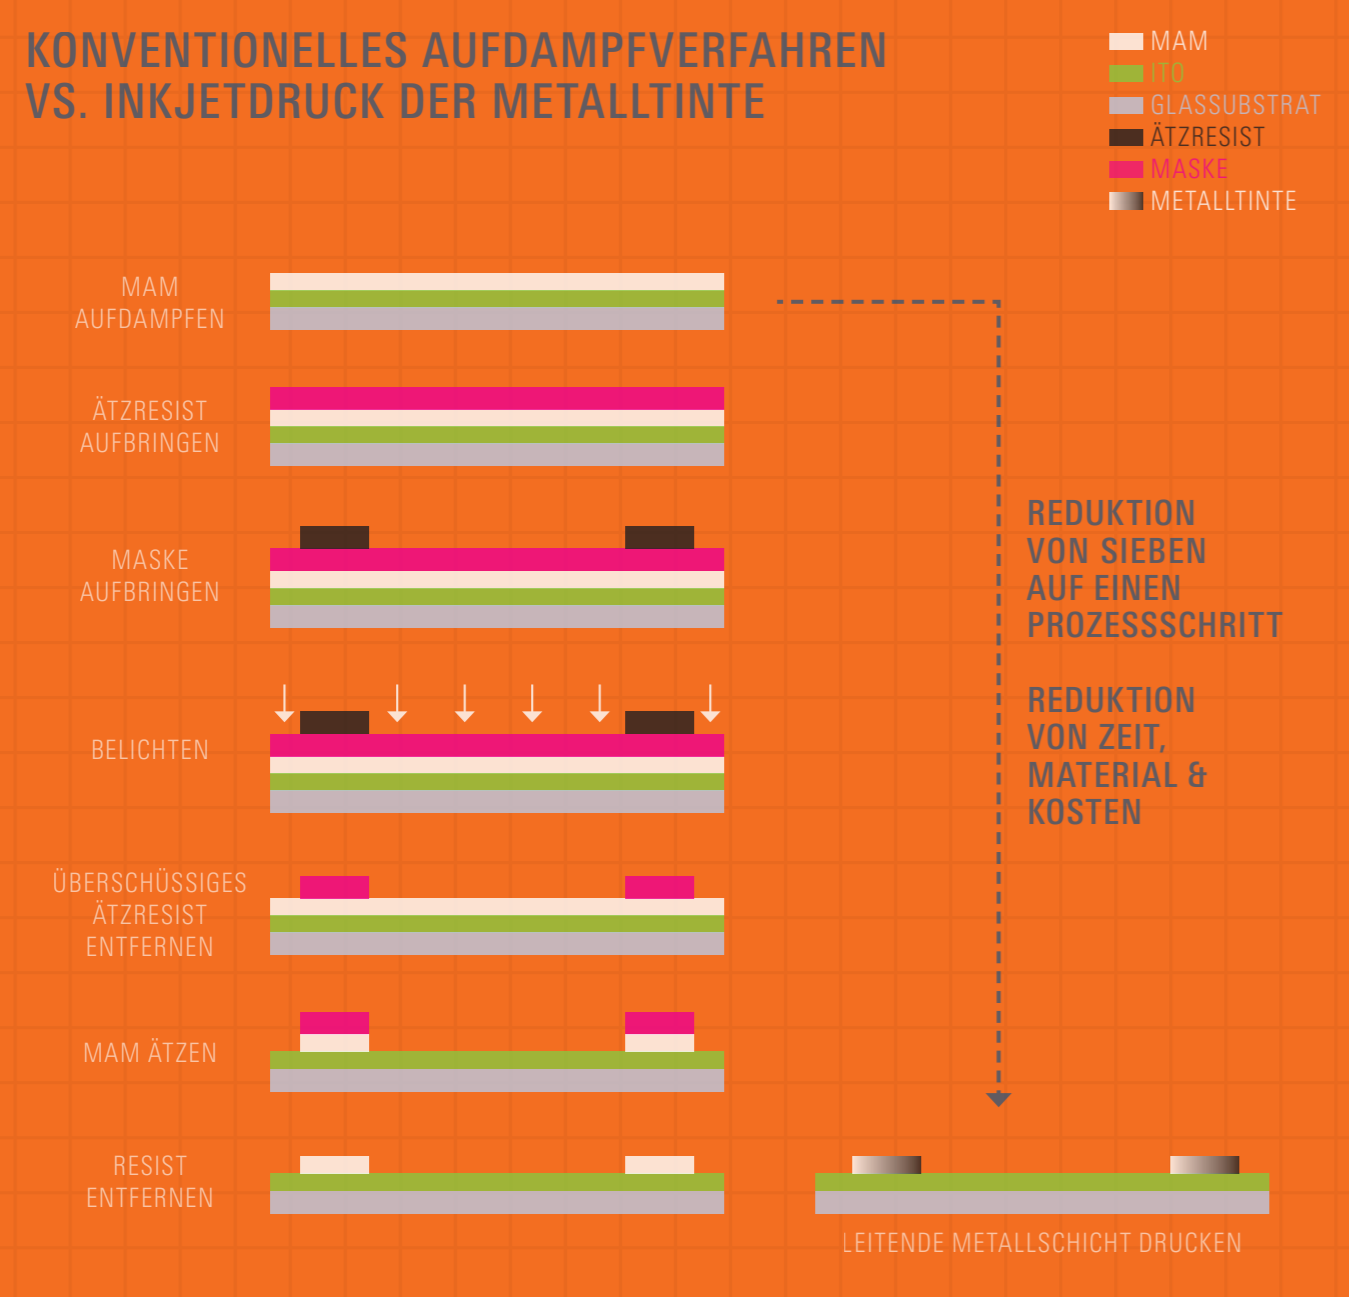 KONVENTIONELLES AUFDAMPFVERFAHREN
VS. INKJETDRUCK DER METALLTINTE
MAM
ITO
GLASSUBSTRAT
ÄTZRESIST
MASKE
METALLTINTE
MAM
AUFDAMPFEN
ÄTZRESIST
AUFBRINGEN
MASKE
AUFBRINGEN
BELICHTEN
ÜBERSCHÜSSIGES
ÄTZRESIST
ENTFERNEN
MAM ÄTZEN
RESIST
ENTFERNEN
REDUKTION
VON SIEBEN
AUF EINEN
PROZESSSCHRITT
REDUKTION
VON ZEIT,
MATERIAL &
KOSTEN
LEITENDE METALLSCHICHT DRUCKEN